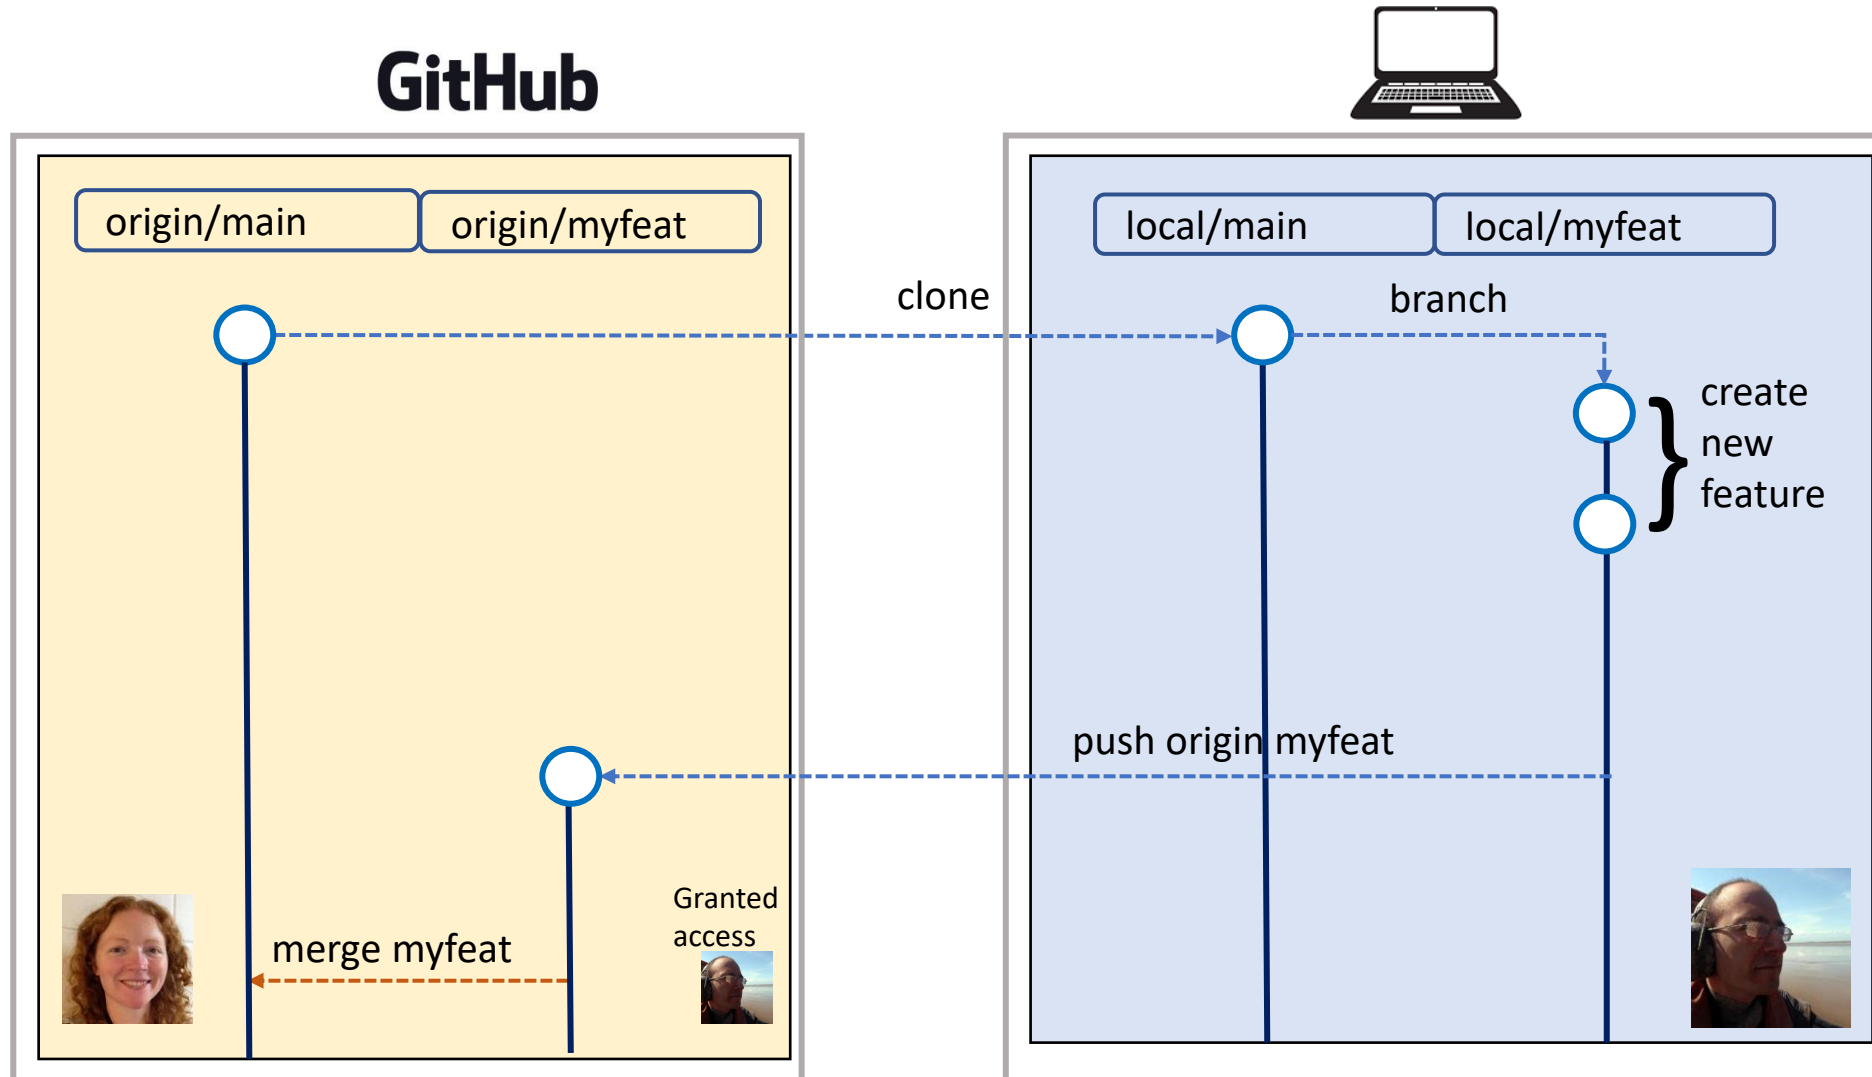 GitHub
origin/main
origin/myfeat
local/main
local/myfeat
clone
branch
create
new
feature
}
push origin myfeat
Granted
access
merge myfeat